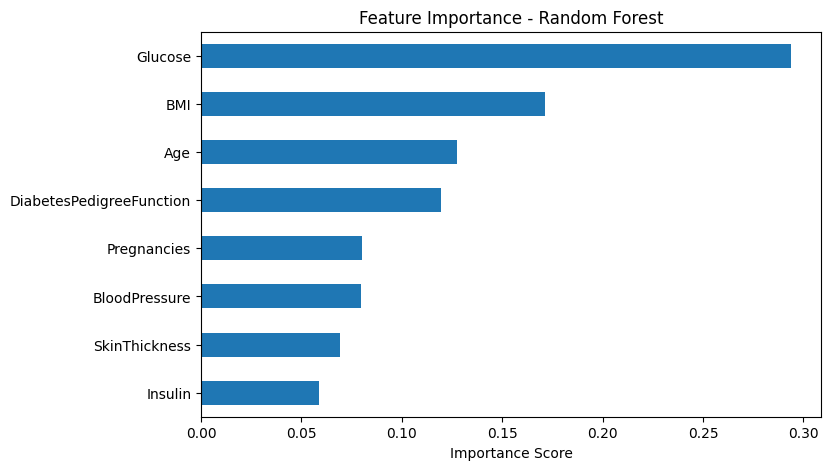 Feature Importance - Random Forest
Glucose
BMI
Age
DiabetesPedigreeFunction
Pregnancies
BloodPressure
SkinThickness
Insulin
0.00 0.05 0.10 0.15 0.20 0.25 0.30
Importance Score